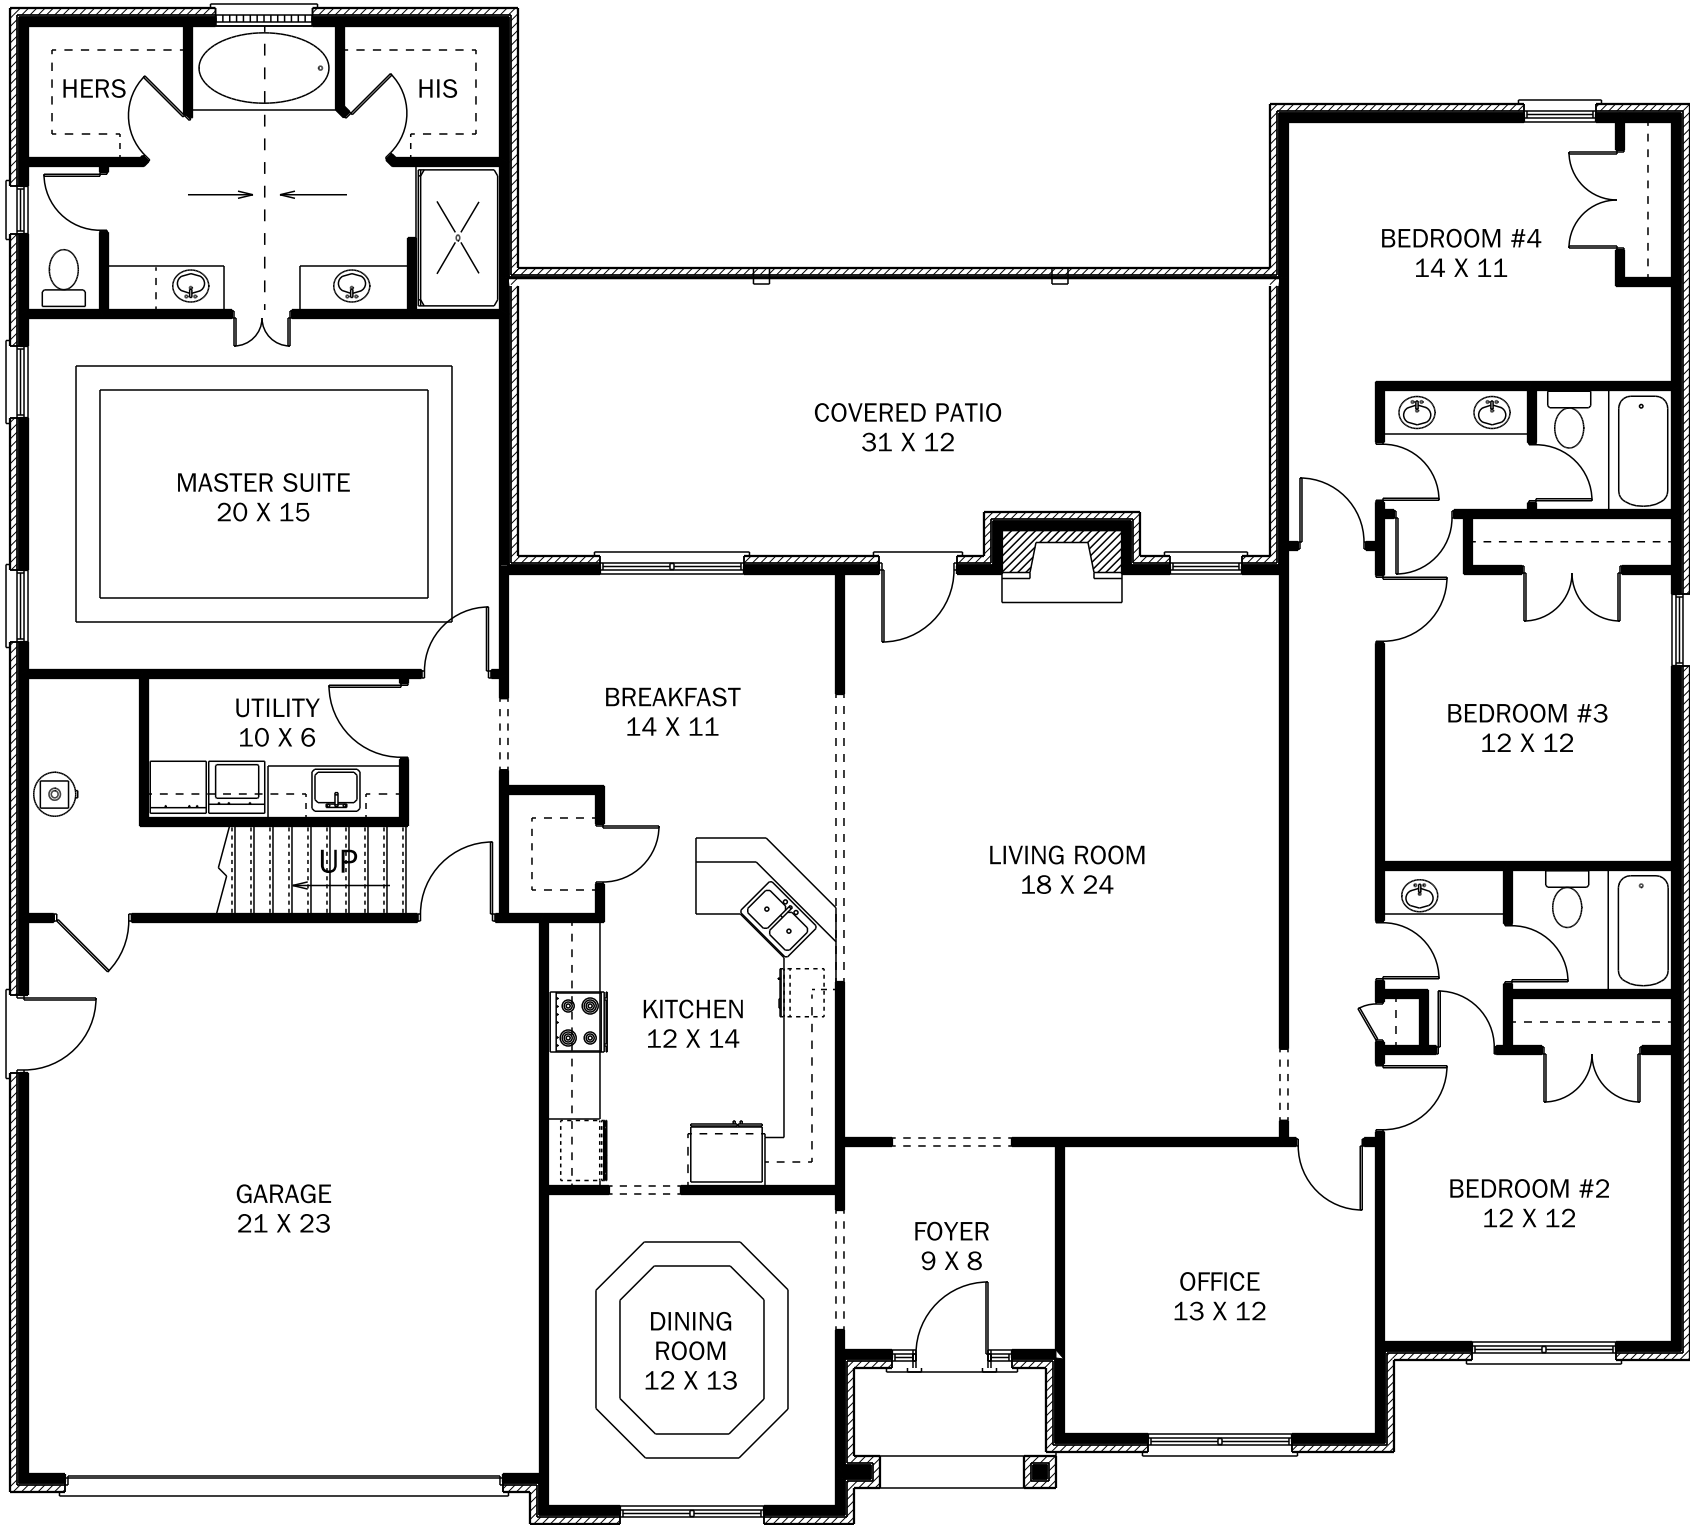 HERS
HIS
BEDROOM #4
14 X 11
COVERED PATIO
31 X 12
MASTER SUITE
20 X 15
BREAKFAST
14 X 11
UTILITY
10 X 6
BEDROOM #3
12 X 12
UP
LIVING ROOM
18 X 24
KITCHEN
12 X 14
GARAGE
21 X 23
BEDROOM #2
12 X 12
FOYER
9 X 8
OFFICE
13 X 12
DINING
ROOM
12 X 13